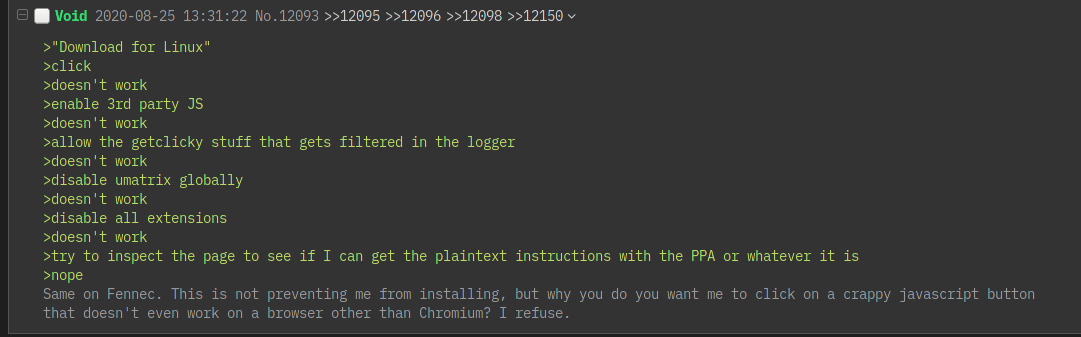 Void 2020-08-25 13:31:22 No.12093 >>12095 >>12096 >>12098 >>12150
>"Download for Linux"
>click
>doesn't work
>enable 3rd party JS
>doesn't work
>allow the getclicky stuff that gets filtered in the logger
>doesn't work
>disable umatrix globally
>doesn't work
>disable all extensions
>doesn't work
>try to inspect the page to see if I can get the plaintext instructions with the PPA or whatever it is
>nope
Same on Fennec. This is not preventing me from installing, but why you do you want me to click on a crappy javascript button
that doesn't even work on a browser other than Chromium? I refuse.